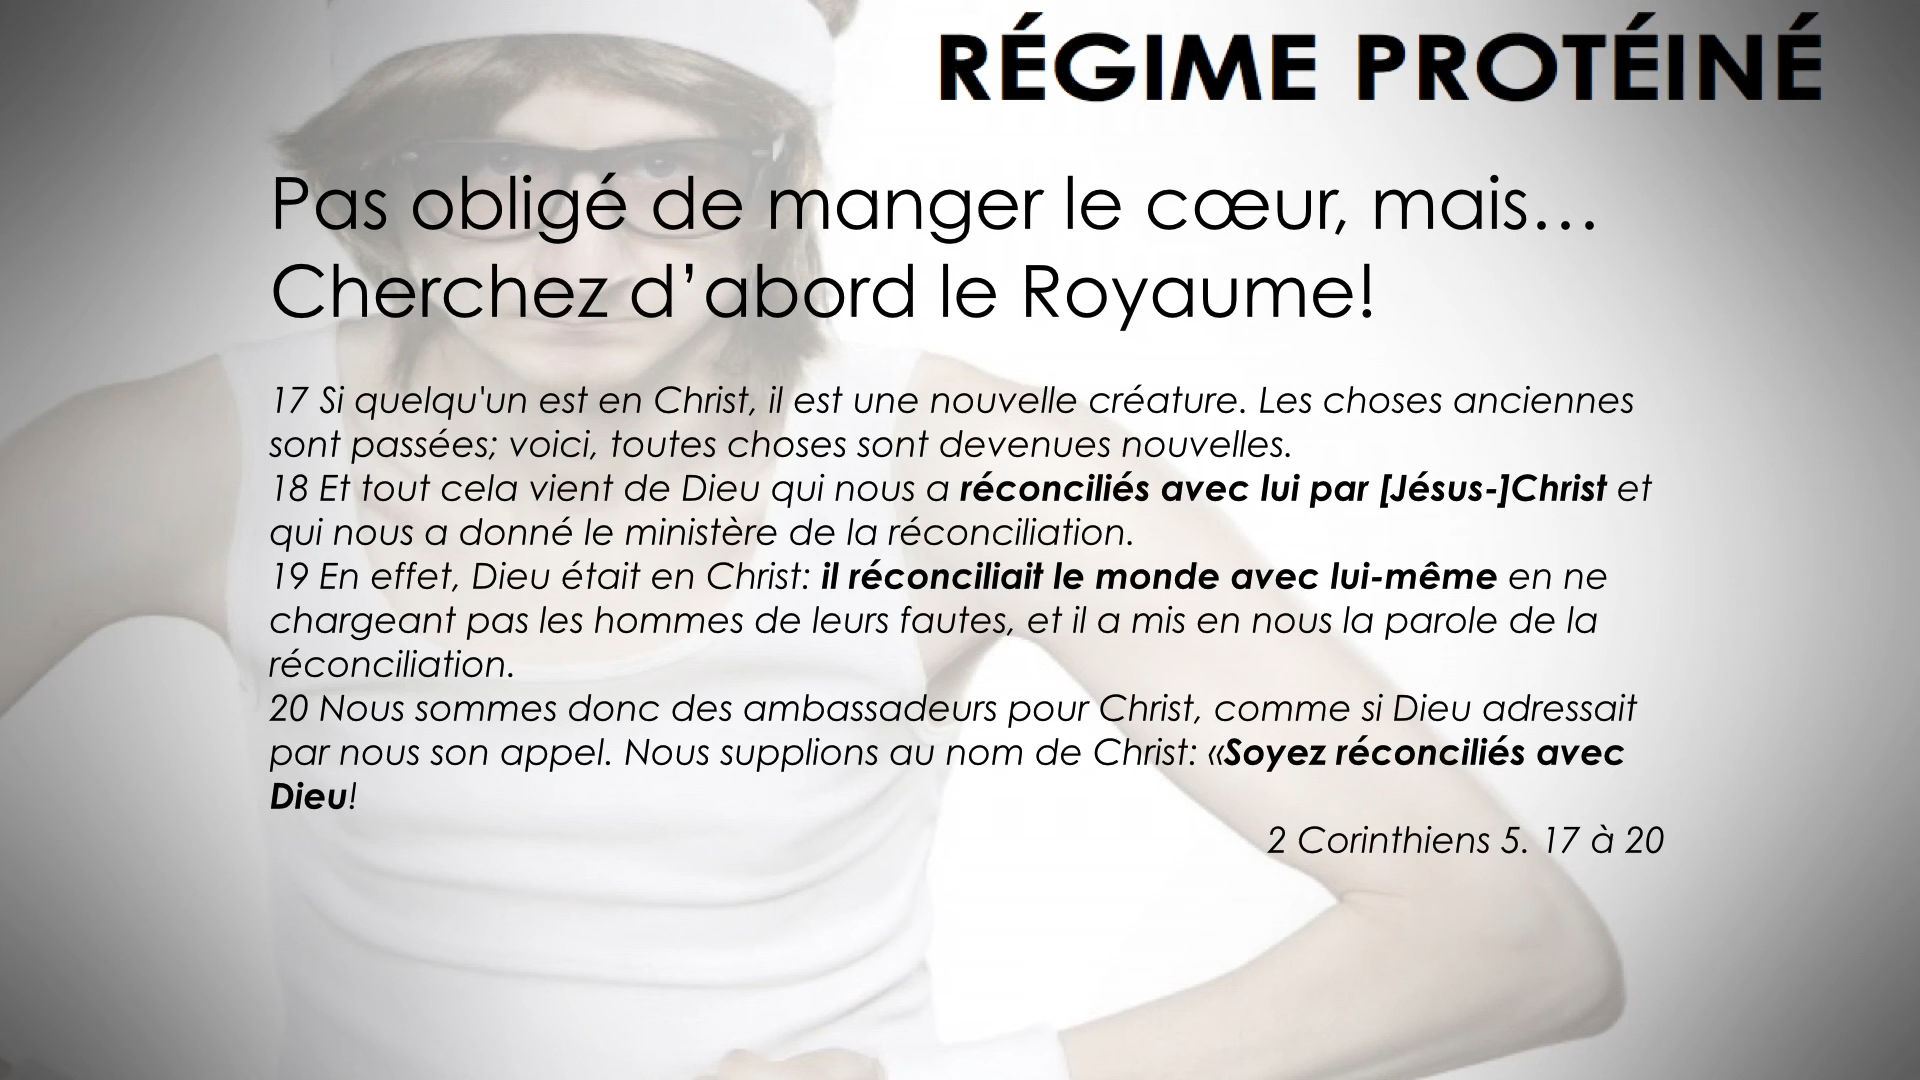 RÉGIME PROTÉINÉ
Pas obligé de manger le cœur, mais…
Cherchez d’abord le Royaume!
17 Si quelqu'un est en Christ, il est une nouvelle créature. Les choses anciennes
sont passées; voici, toutes choses sont devenues nouvelles.
18 Et tout cela vient de Dieu qui nous a réconciliés avec lui par [Jésus-]Christ et
qui nous a donné le ministère de la réconciliation.
19 En effet, Dieu était en Christ: il réconciliait le monde avec lui-même en ne
chargeant pas les hommes de leurs fautes, et il a mis en nous la parole de la
réconciliation.
20 Nous sommes donc des ambassadeurs pour Christ, comme si Dieu adressait
par nous son appel. Nous supplions au nom de Christ: «Soyez réconciliés avec
Dieu!
2 Corinthiens 5. 17 à 20